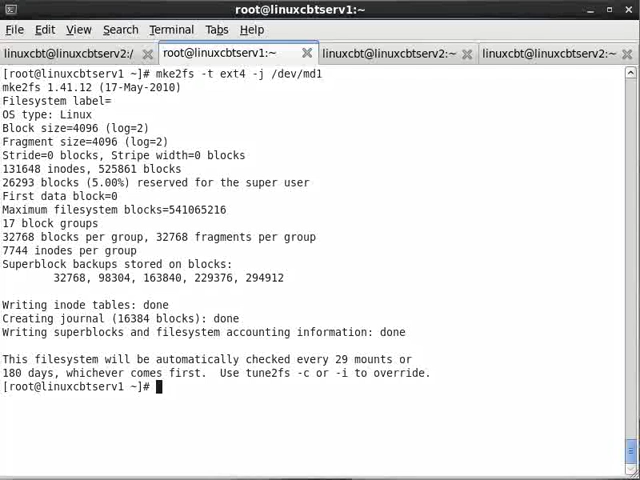 root@linuxcbtserv1:~
File Edit View Search Terminal Tabs Help
linuxcbt@linuxcbtserv2:/ root@linuxcbtserv1:~ linuxcbt@linuxcbtserv2:~ linuxcbt@linuxcbtserv2:~
[root@linuxcbtserv1 ~]# mke2fs -t ext4 -j /dev/md1
mke2fs 1.41.12 (17-May-2010)
Filesystem label=
OS type: Linux
Block size=4096 (log=2)
Fragment size=4096 (log=2)
Stride=0 blocks, Stripe width=0 blocks
131648 inodes, 525861 blocks
26293 blocks (5.00%) reserved for the super user
First data block=0
Maximum filesystem blocks=541065216
17 block groups
32768 blocks per group, 32768 fragments per group
7744 inodes per group
Superblock backups stored on blocks:
32768, 98304, 163840, 229376, 294912
Writing inode tables: done
Creating journal (16384 blocks): done
Writing superblocks and filesystem accounting information: done
This filesystem will be automatically checked every 29 mounts or
180 days, whichever comes first.  Use tune2fs -c or -i to override.
[root@linuxcbtserv1 ~]#